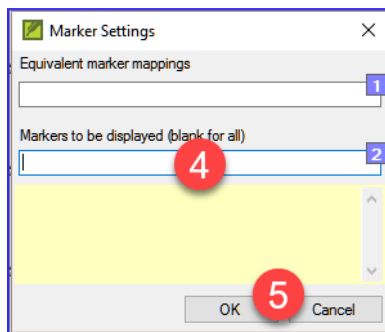 Marker Settings
Equivalent marker mappings
1
Markers to be displayed (blank for all)
2
4
5
OK Cancel